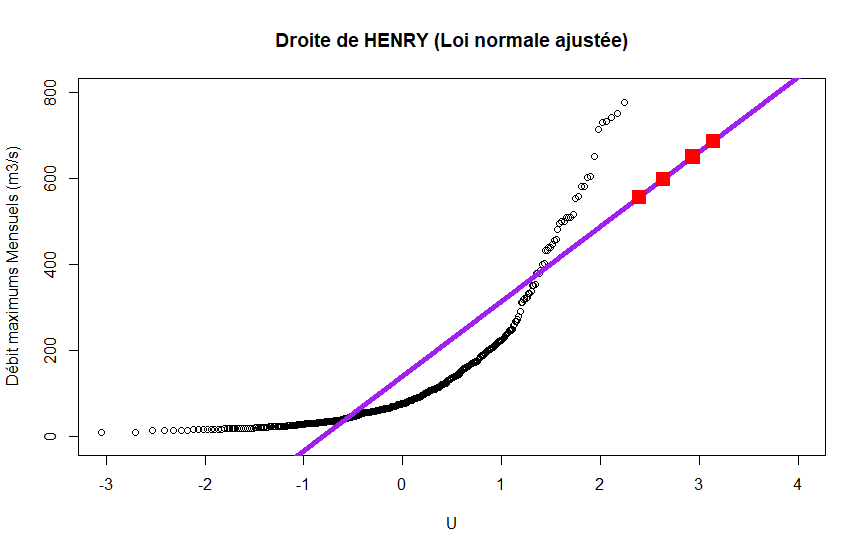 Droite de HENRY (Loi normale ajustée)
Débit maximums Mensuels (m3/s)
800
600
400
200
0
-3 -2 -1 0 1 2 3 4
U